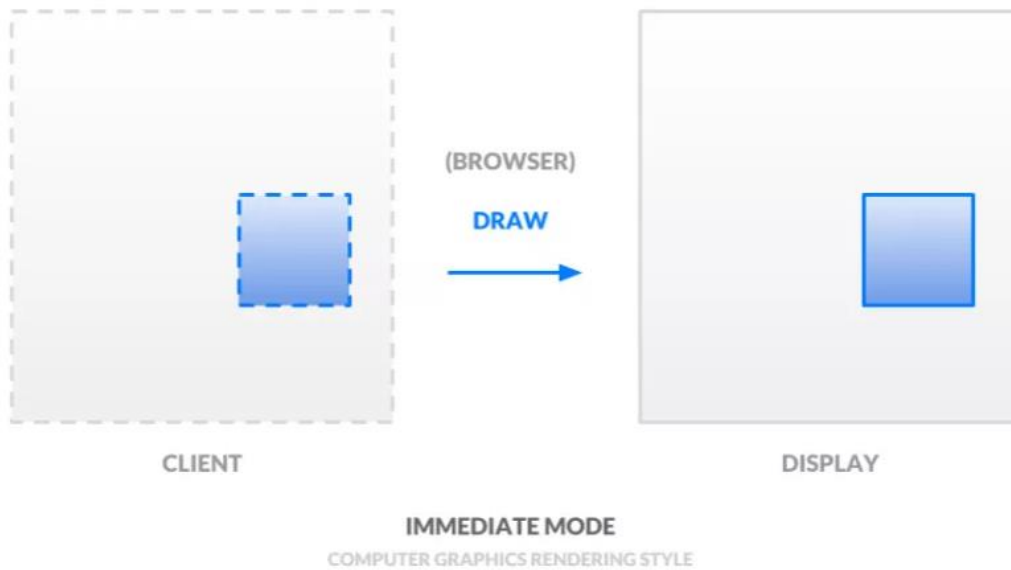 (BROWSER)
DRAW
CLIENT
DISPLAY
IMMEDIATE MODE
COMPUTER GRAPHICS RENDERING STYLE